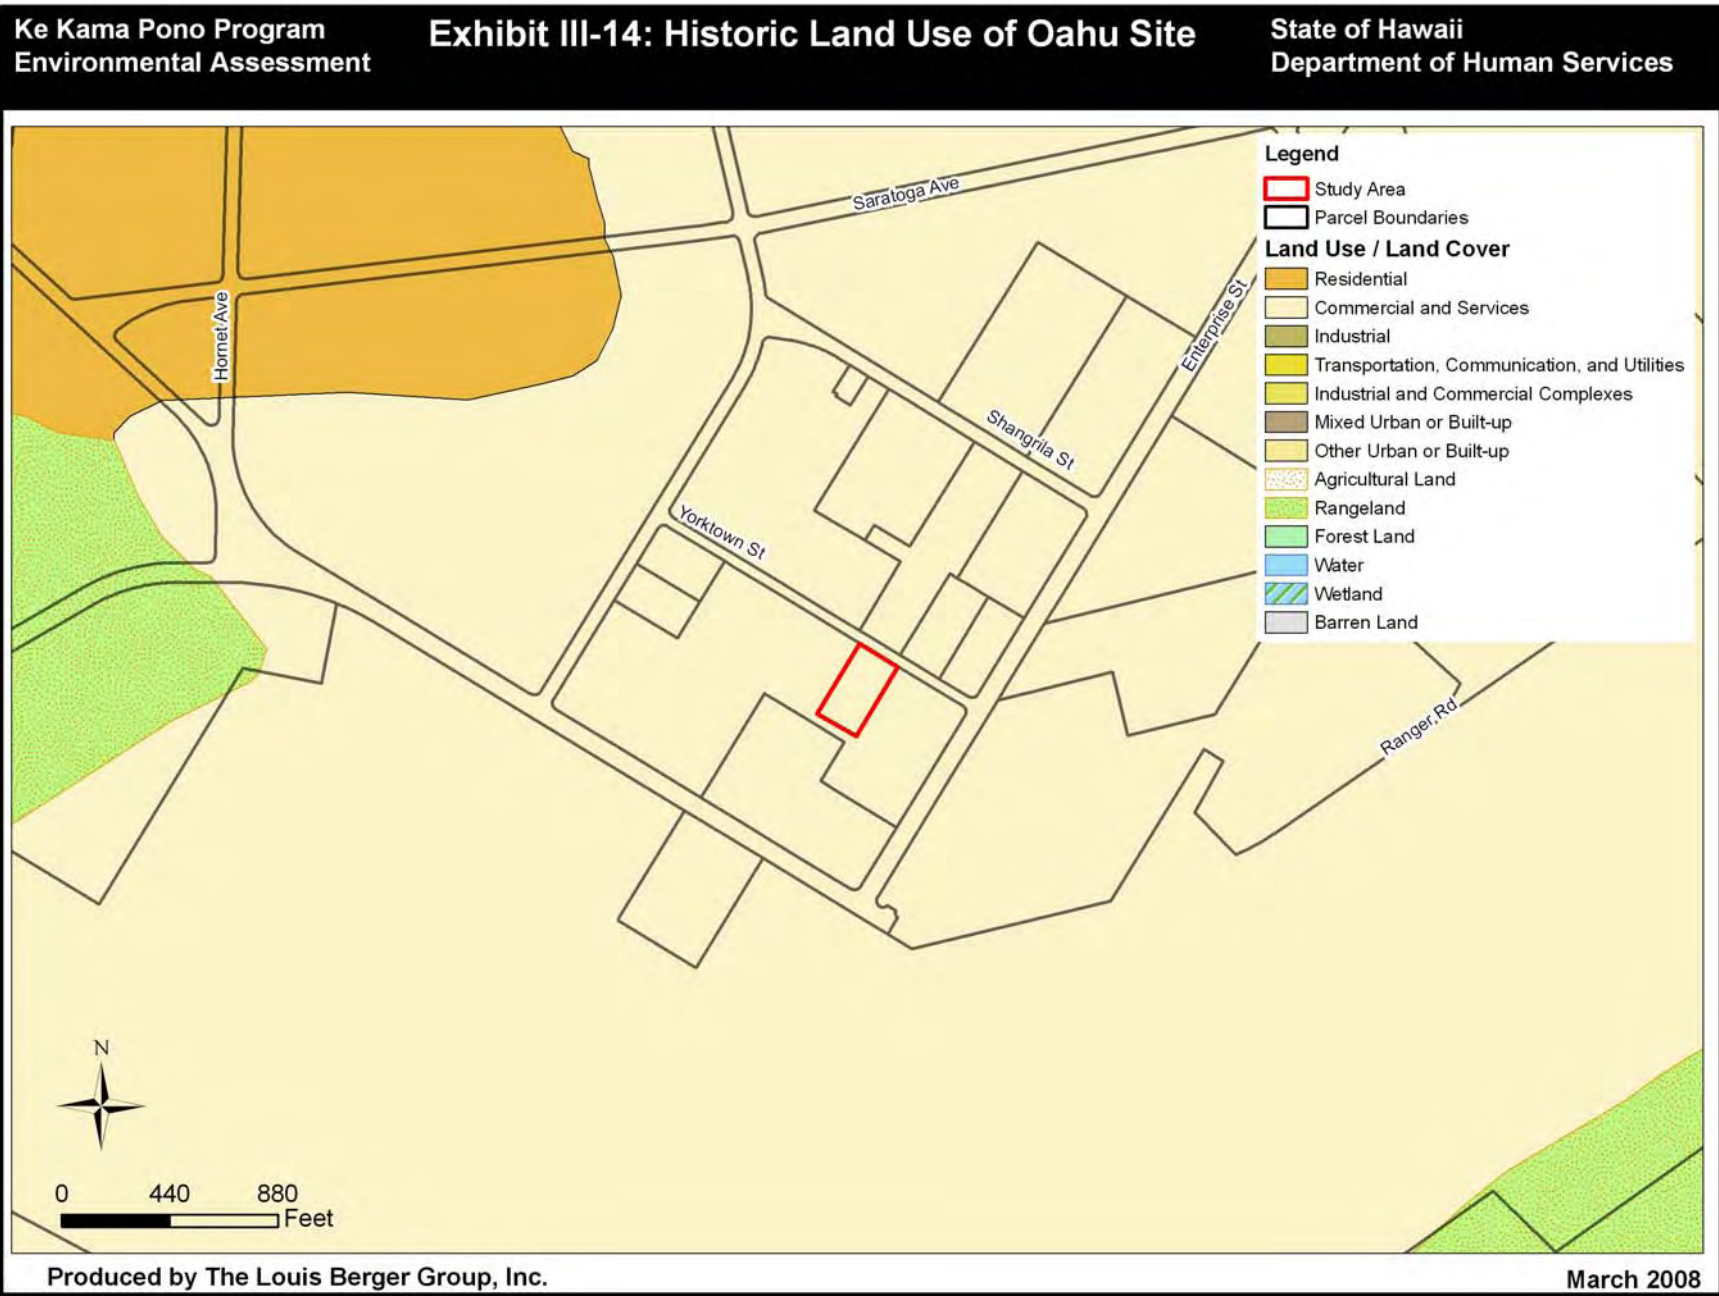 Ke Kama Pono Program
Environmental Assessment
Exhibit III-14: Historic Land Use of Oahu Site
State of Hawaii
Department of Human Services
Legend
Study Area
Parcel Boundaries
Land Use / Land Cover
Residential
Commercial and Services
Industrial
Transportation, Communication, and Utilities
Industrial and Commercial Complexes
Mixed Urban or Built-up
Other Urban or Built-up
Agricultural Land
Rangeland
Forest Land
Water
Wetland
Barren Land
Saratoga Ave
Hornet Ave
Enterprise St
Shangrila St
Yorktown St
Ranger Rd
N
0 440 880
Feet
Produced by The Louis Berger Group, Inc.
March 2008